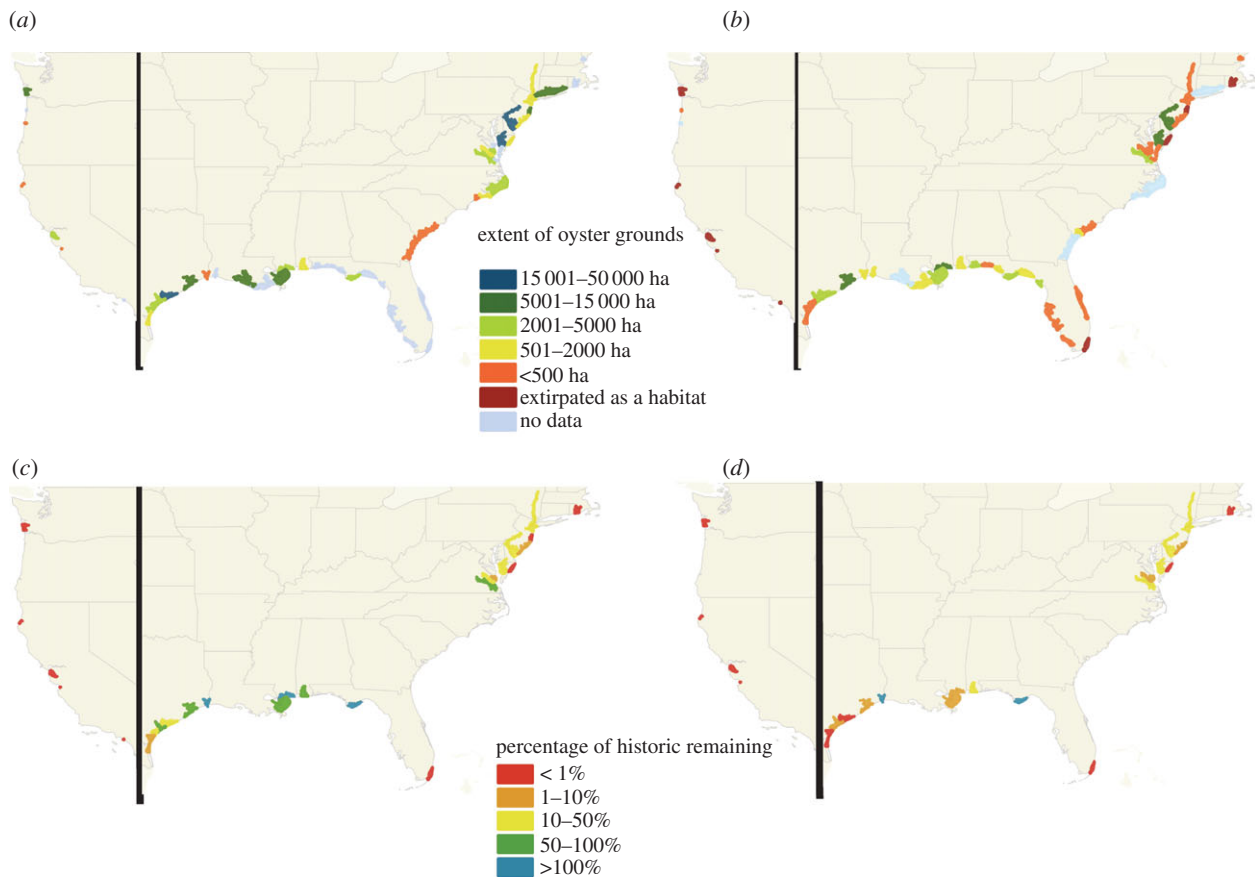 (a)
(b)
extent of oyster grounds
15 001–50 000 ha
5001–15 000 ha
2001–5000 ha
501–2000 ha
<500 ha
extirpated as a habitat
no data
(c)
(d)
percentage of historic remaining
< 1%
1–10%
10–50%
50–100%
>100%